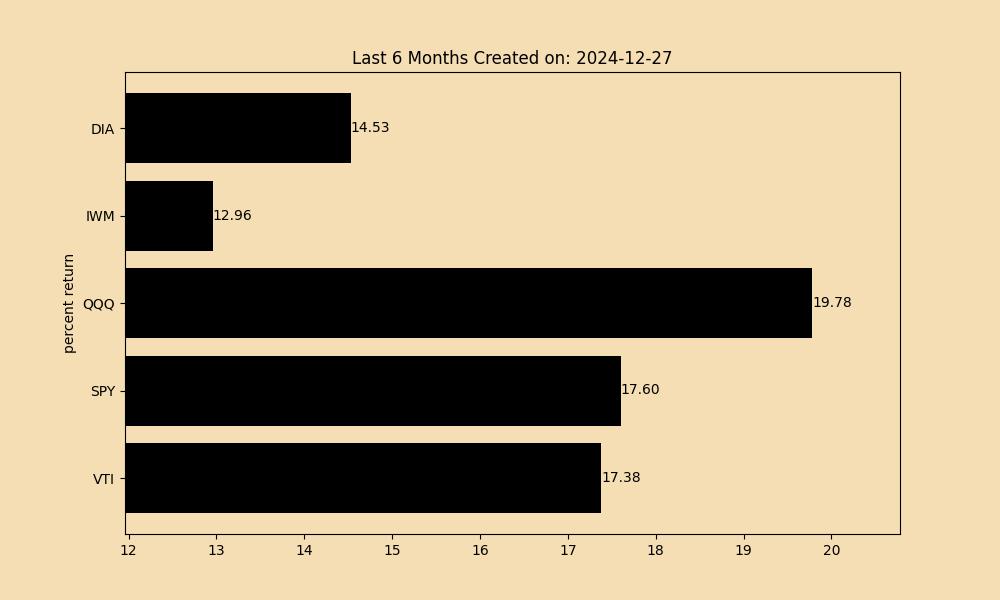 Last 6 Months Created on: 2024-12-27
percent return
DIA 14.53
IWM 12.96
QQQ 19.78
SPY 17.60
VTI 17.38
12 13 14 15 16 17 18 19 20